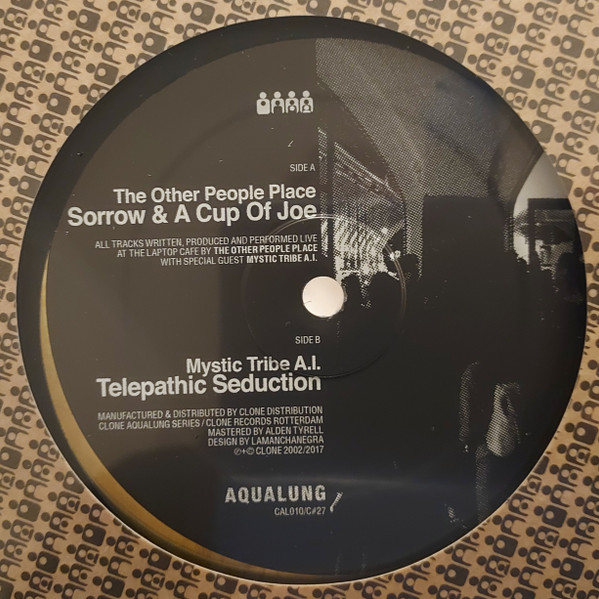 SIDE A
The Other People Place
Sorrow & A Cup Of Joe
ALL TRACKS WRITTEN, PRODUCED AND PERFORMED LIVE
AT THE LAPTOP CAFE BY THE OTHER PEOPLE PLACE
WITH SPECIAL GUEST MYSTIC TRIBE A.I.
SIDE B
Mystic Tribe A.I.
Telepathic Seduction
MANUFACTURED & DISTRIBUTED BY CLONE DISTRIBUTION
CLONE AQUALUNG SERIES / CLONE RECORDS ROTTERDAM
MASTERED BY ALDEN TYRELL
DESIGN BY LAMANCHANEGRA
℗+© CLONE 2002/2017
AQUALUNG
CAL010/C#27